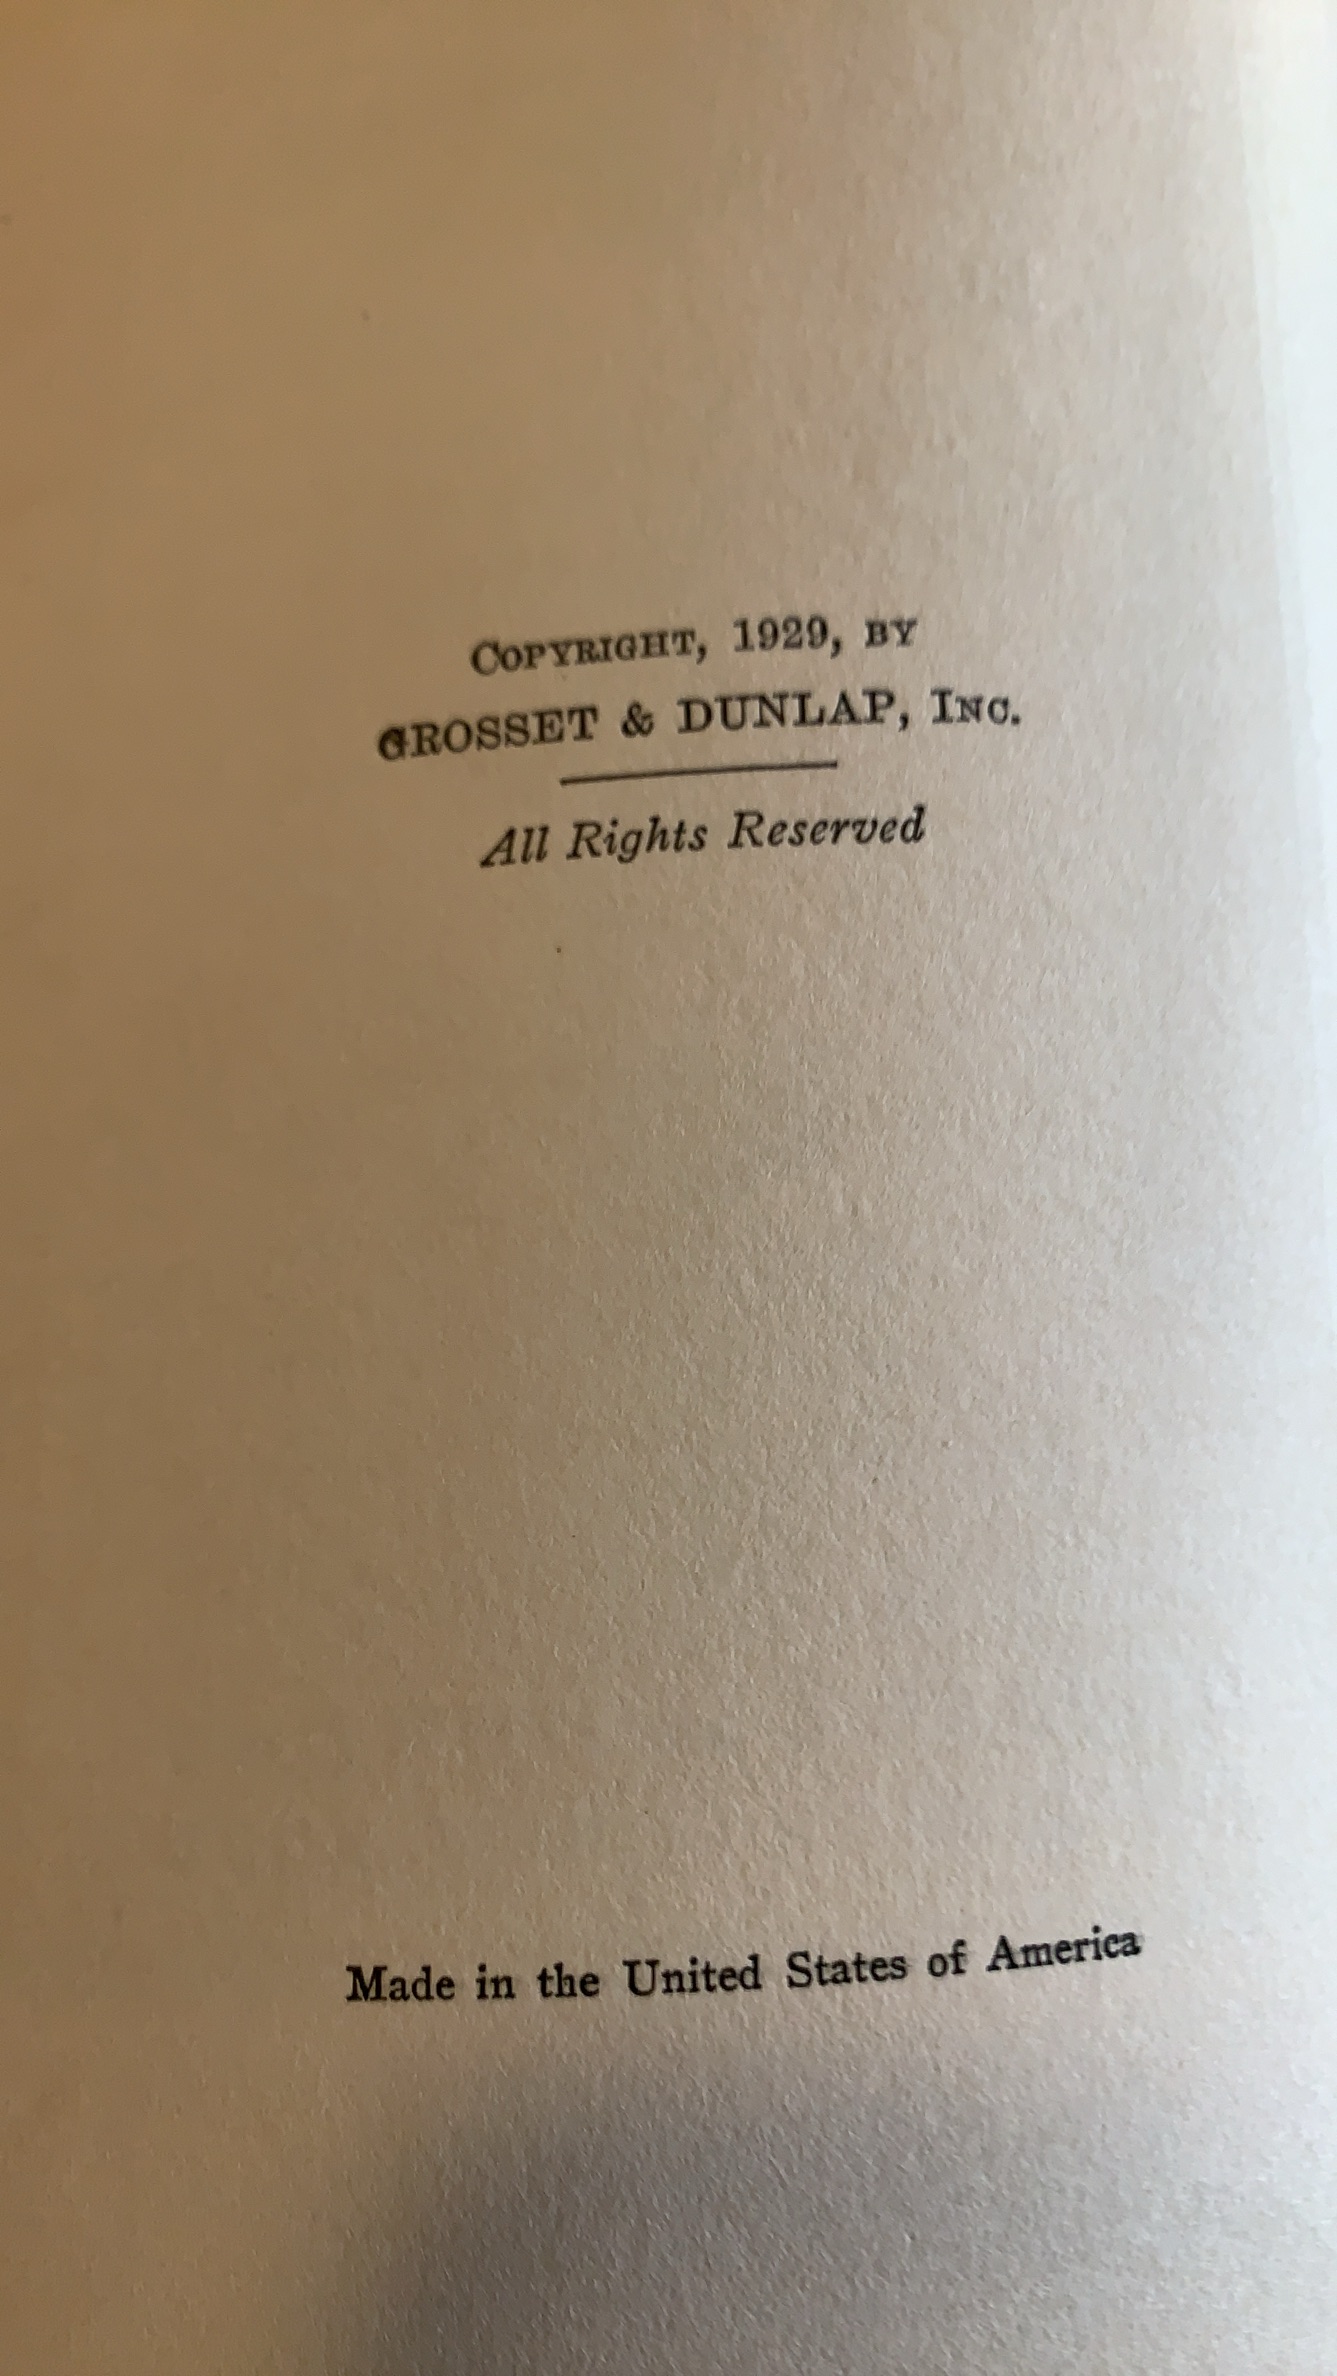 COPYRIGHT, 1929, BY
GROSSET & DUNLAP, INC.
All Rights Reserved
Made in the United States of America